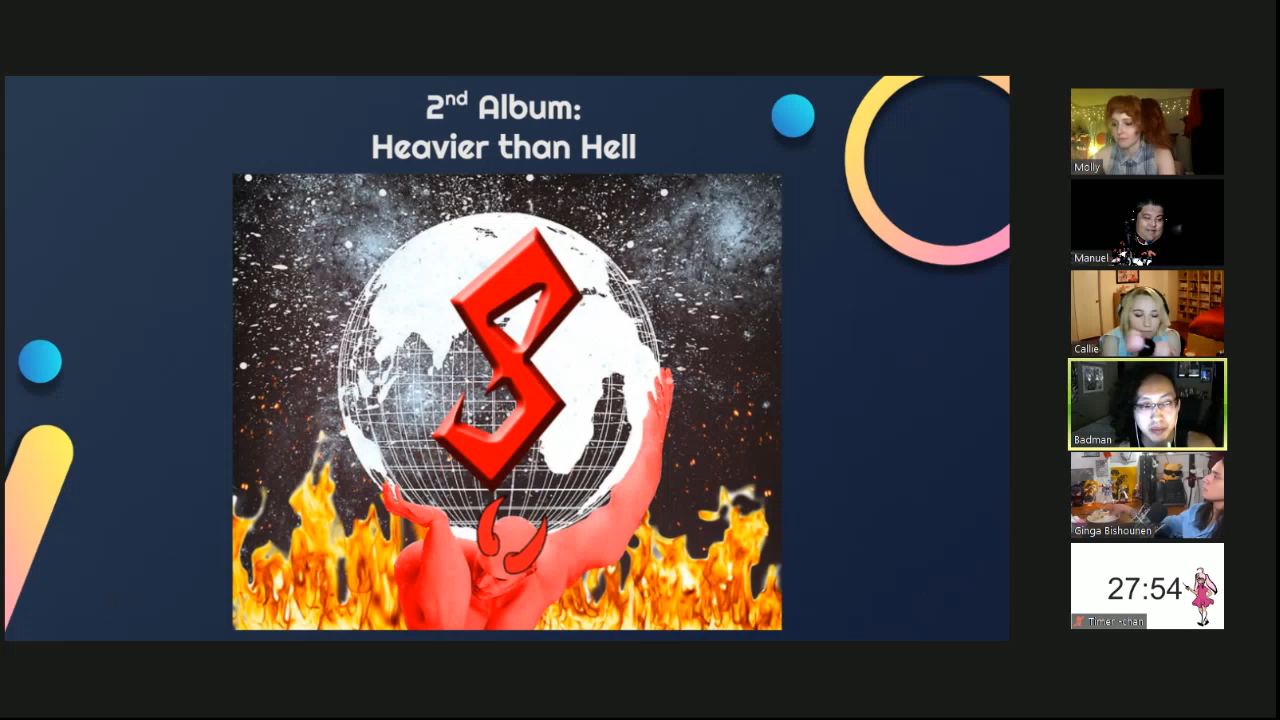 2nd Album:
Heavier than Hell
Molly
Manuel
Callie
Badman
Ginga Bishounen
27:54
Timer -chan